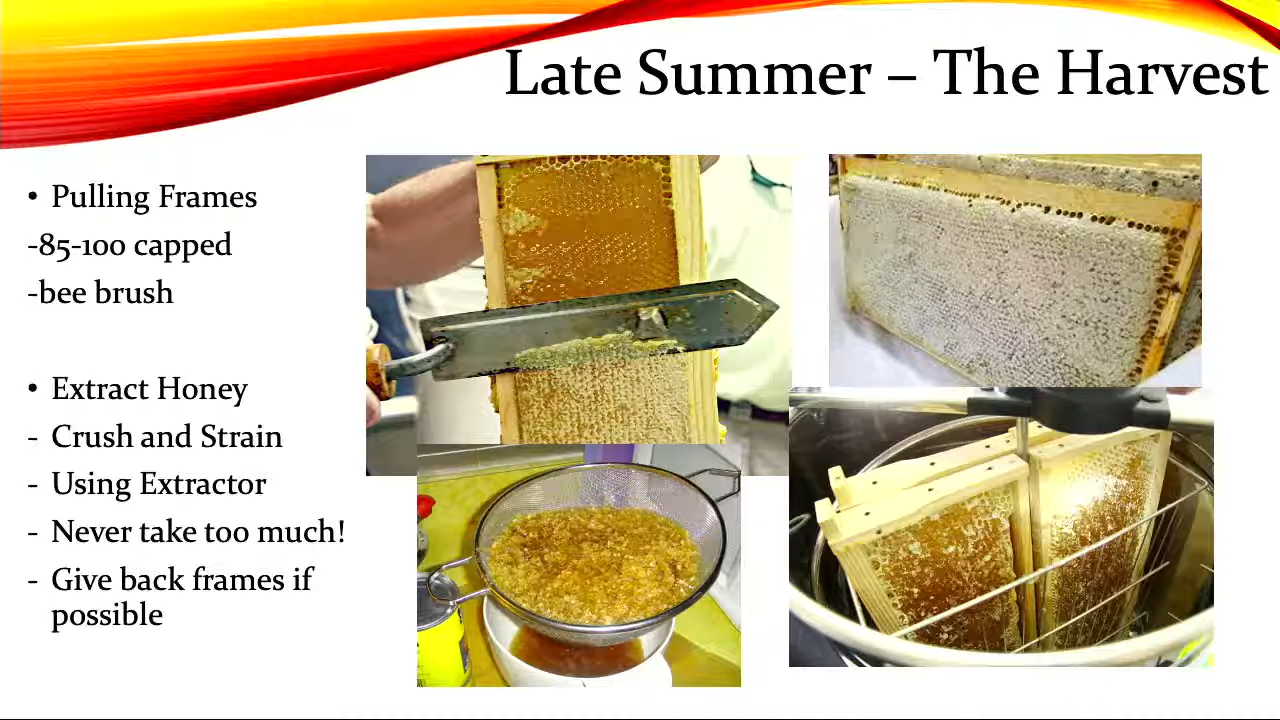 Late Summer – The Harvest
• Pulling Frames
-85-100 capped
-bee brush
• Extract Honey
- Crush and Strain
- Using Extractor
- Never take too much!
- Give back frames if
possible